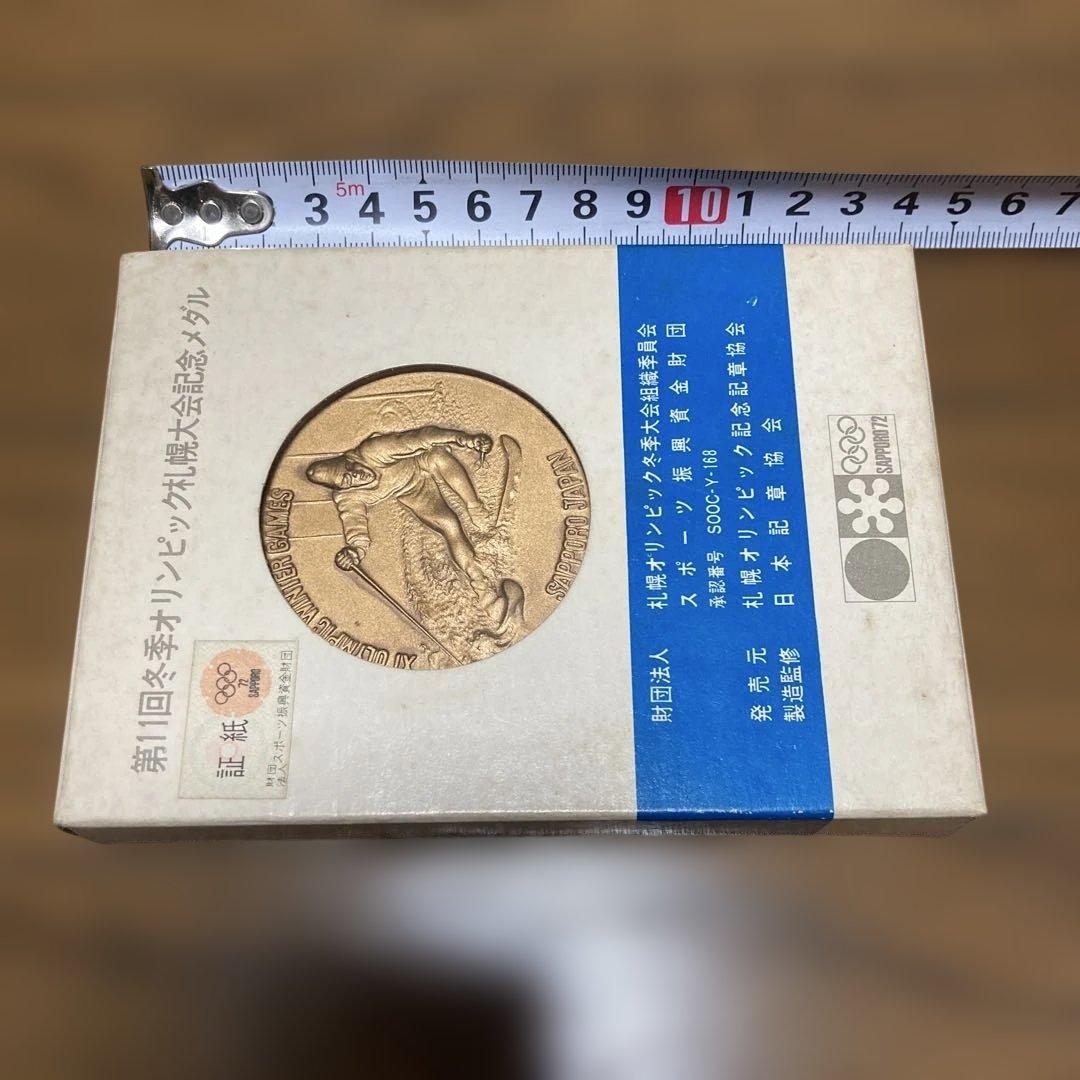 5m
3 4 5 6 7 8 9 10 1 2 3 4 5 6 7
第11回冬季オリンピック札幌大会記念メダル
証紙
'72
SAPPORO
財団法人スポーツ振興資金財団
XI OLYMPIC WINTER GAMES
SAPPORO JAPAN
財団法人 札幌オリンピック冬季大会組織委員会
スポーツ振興資金財団
承認番号 SOOC-Y-168
発売元 札幌オリンピック記念記章協会
製造監修 日本記章協会
SAPPORO'72